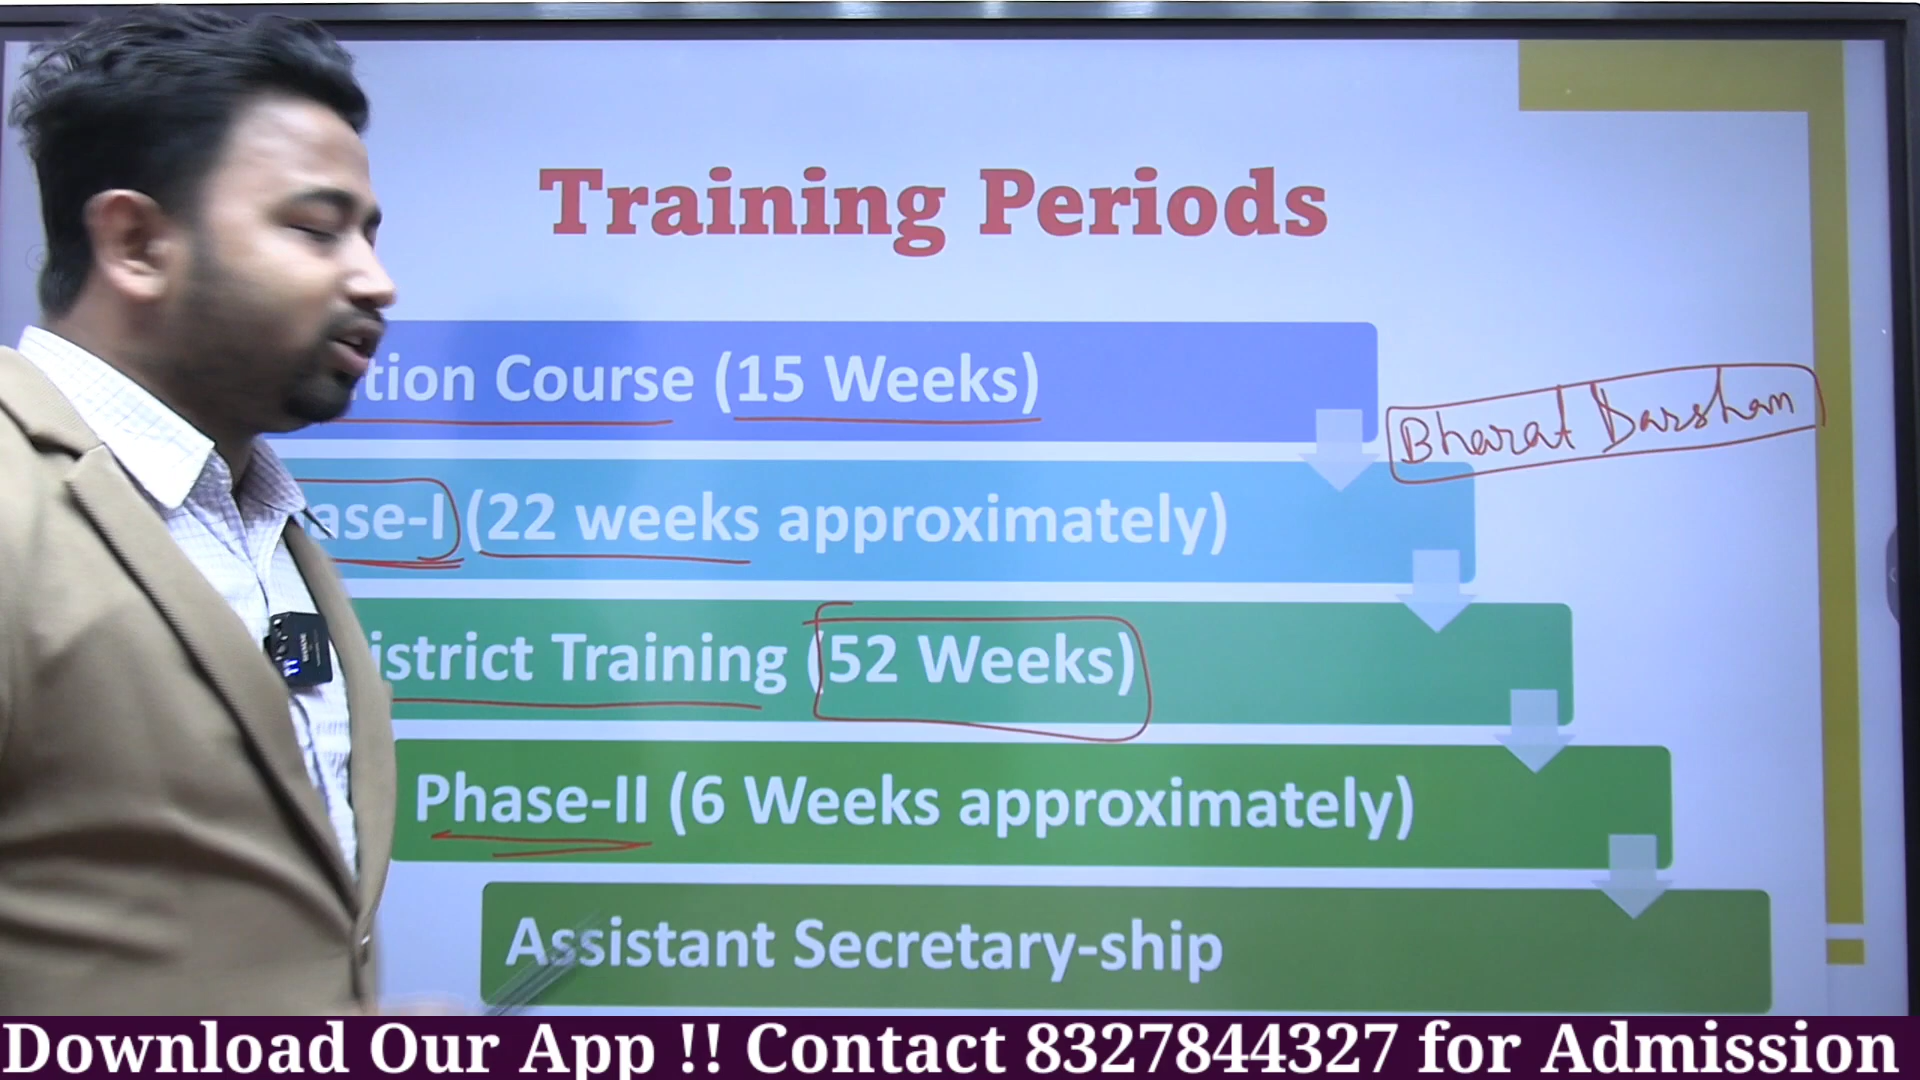 Training Periods
tion Course (15 Weeks)
Bharat Darshan
ase-I (22 weeks approximately)
istrict Training (52 Weeks)
Phase-II (6 Weeks approximately)
Assistant Secretary-ship
Download Our App !! Contact 8327844327 for Admission